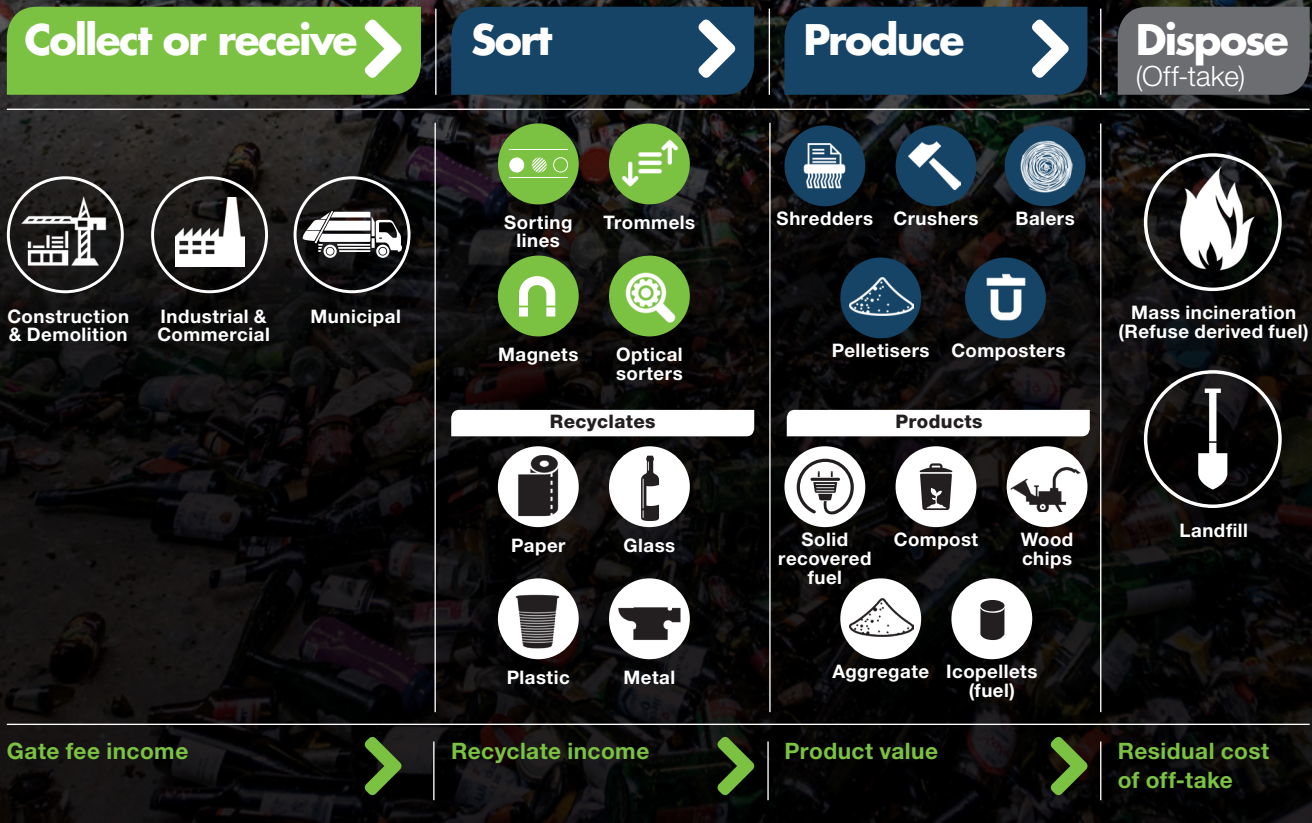 Collect or receive
Sort
Produce
Dispose
(Off-take)
Construction
& Demolition
Industrial &
Commercial
Municipal
Sorting
lines
Trommels
Magnets
Optical
sorters
Recyclates
Paper
Glass
Plastic
Metal
Shredders
Crushers
Balers
Pelletisers
Composters
Products
Solid
recovered
fuel
Compost
Wood
chips
Aggregate
Icopellets
(fuel)
Mass incineration
(Refuse derived fuel)
Landfill
Gate fee income
Recyclate income
Product value
Residual cost
of off-take